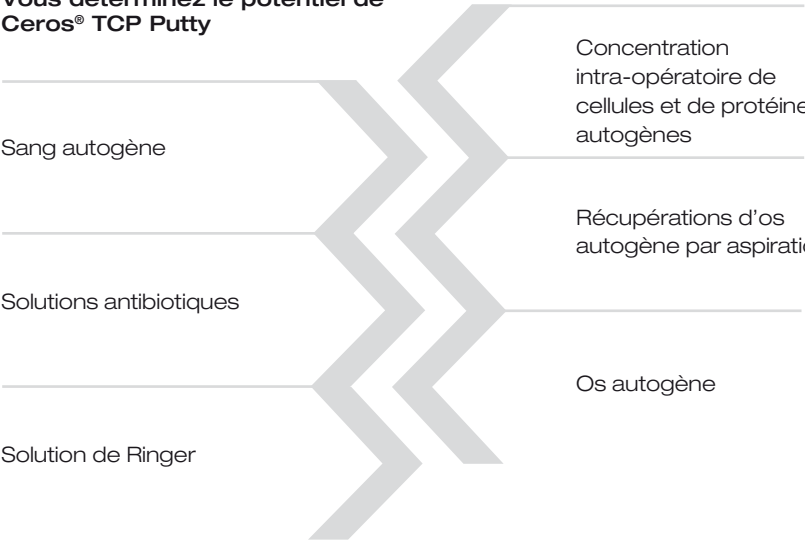 Vous déterminez le potentiel de
Ceros® TCP Putty
Sang autogène
Solutions antibiotiques
Solution de Ringer
Concentration
intra-opératoire de
cellules et de protéine
autogènes
Récupérations d’os
autogène par aspirati
Os autogène